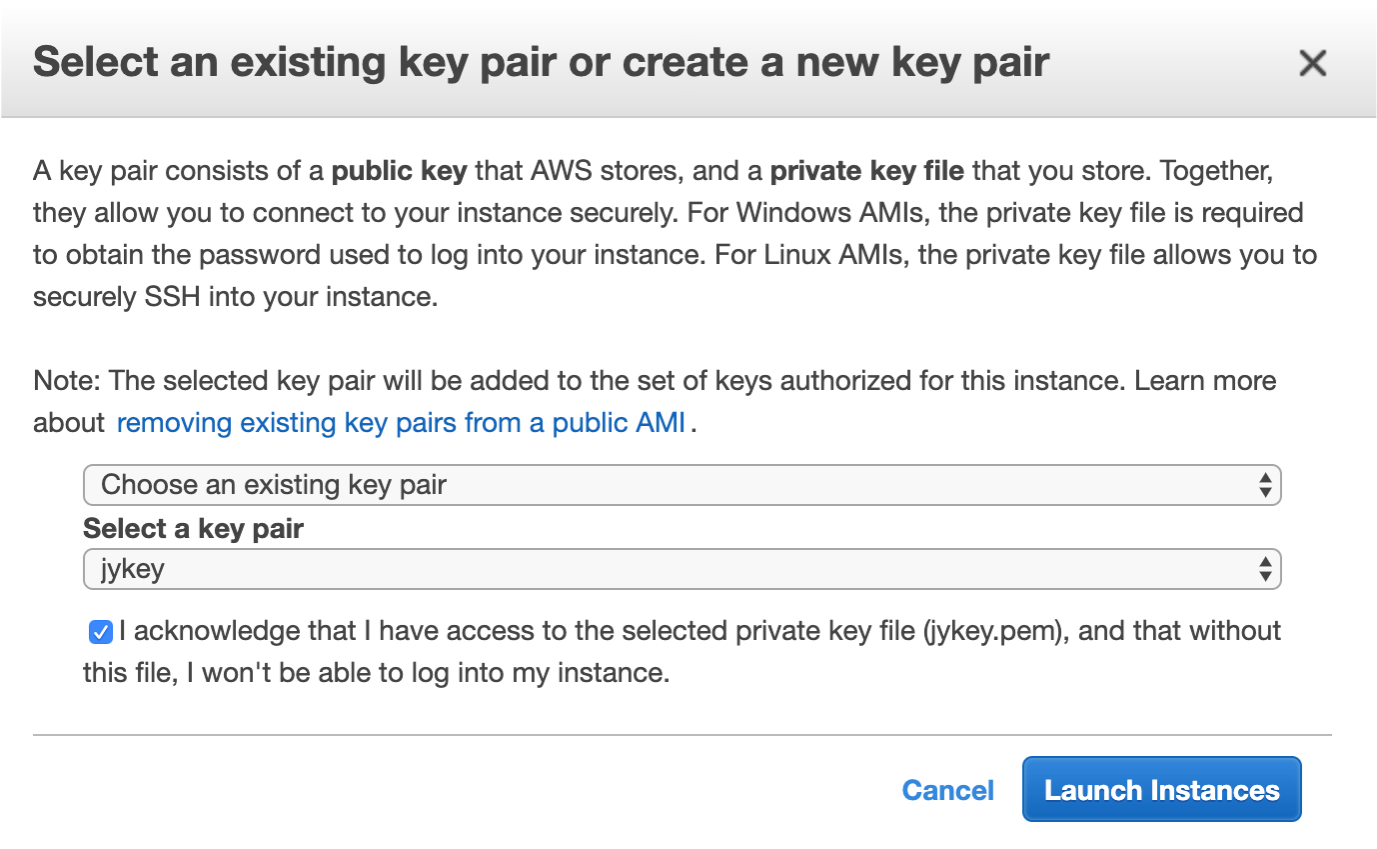 Select an existing key pair or create a new key pair
A key pair consists of a public key that AWS stores, and a private key file that you store. Together,
they allow you to connect to your instance securely. For Windows AMIs, the private key file is required
to obtain the password used to log into your instance. For Linux AMIs, the private key file allows you to
securely SSH into your instance.
Note: The selected key pair will be added to the set of keys authorized for this instance. Learn more
about removing existing key pairs from a public AMI.
Choose an existing key pair
Select a key pair
jykey
I acknowledge that I have access to the selected private key file (jykey.pem), and that without
this file, I won't be able to log into my instance.
Cancel Launch Instances